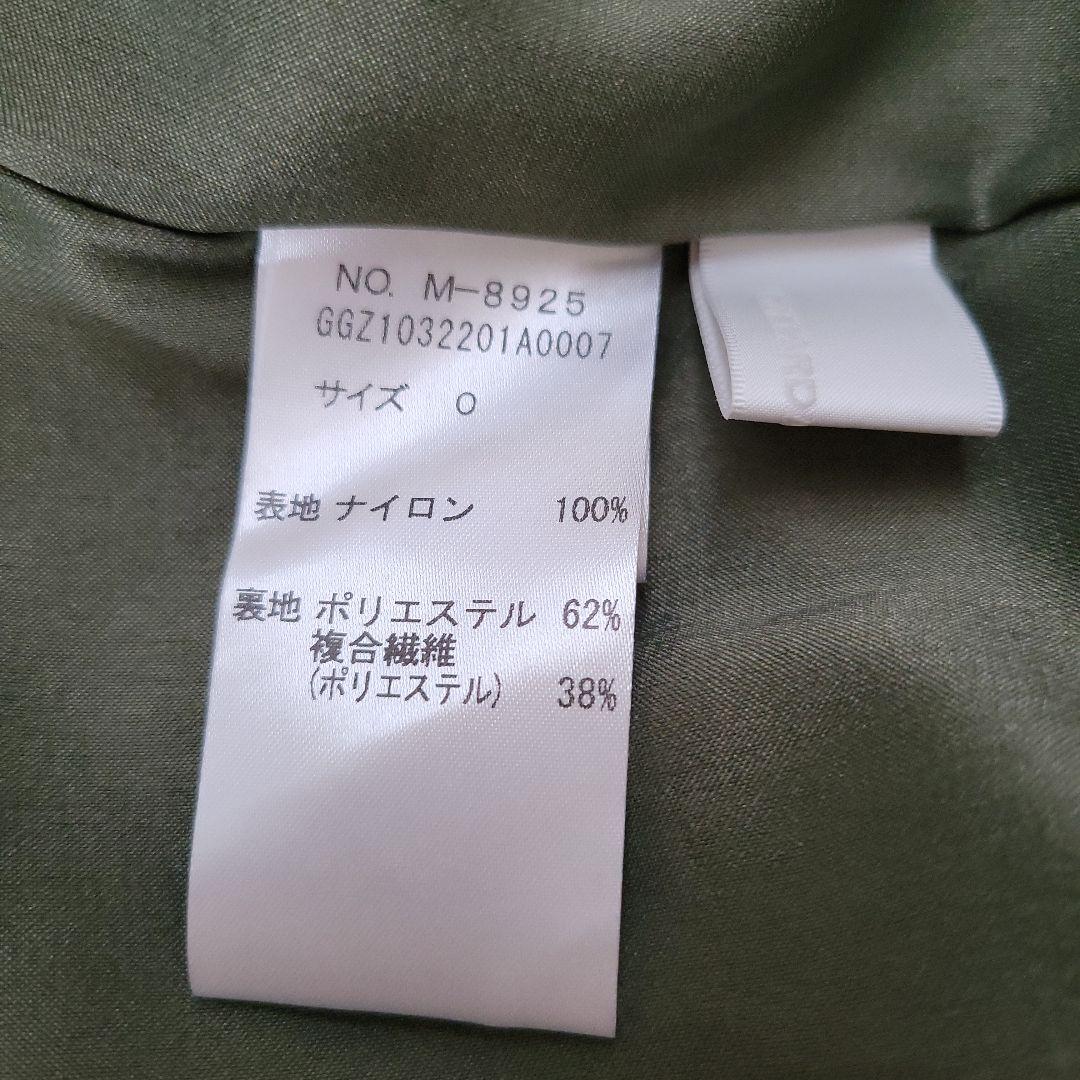 NO. M-8925
GGZ1032201A0007
サイズ O
表地 ナイロン 100%
裏地 ポリエステル 62%
複合繊維
(ポリエステル) 38%